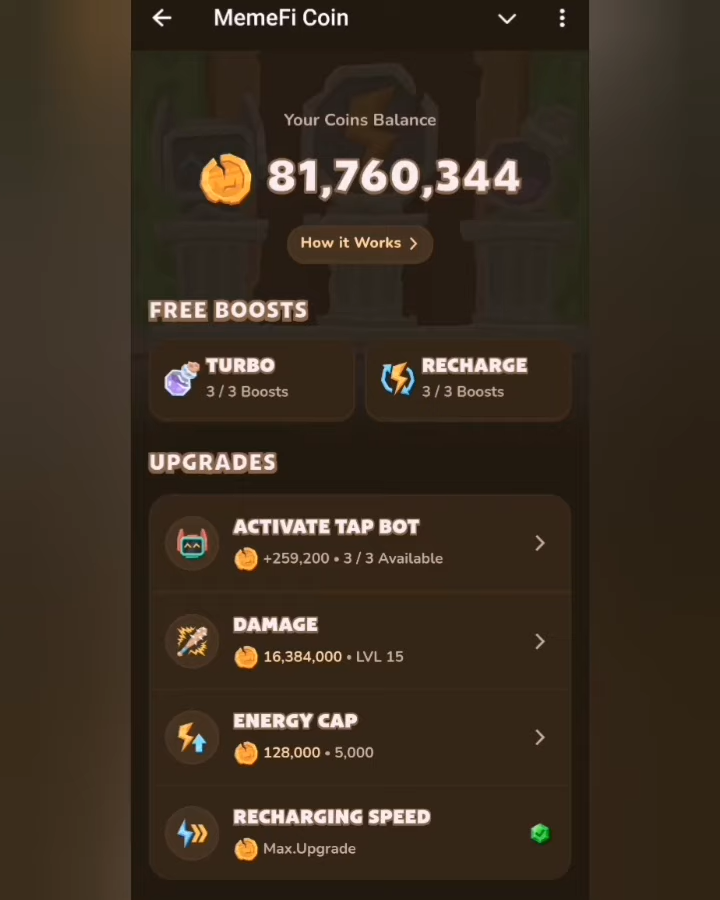 MemeFi Coin
Your Coins Balance
81,760,344
How it Works
FREE BOOSTS
TURBO
3 / 3 Boosts
RECHARGE
3 / 3 Boosts
UPGRADES
ACTIVATE TAP BOT
+259,200 • 3 / 3 Available
DAMAGE
16,384,000 • LVL 15
ENERGY CAP
128,000 • 5,000
RECHARGING SPEED
Max.Upgrade